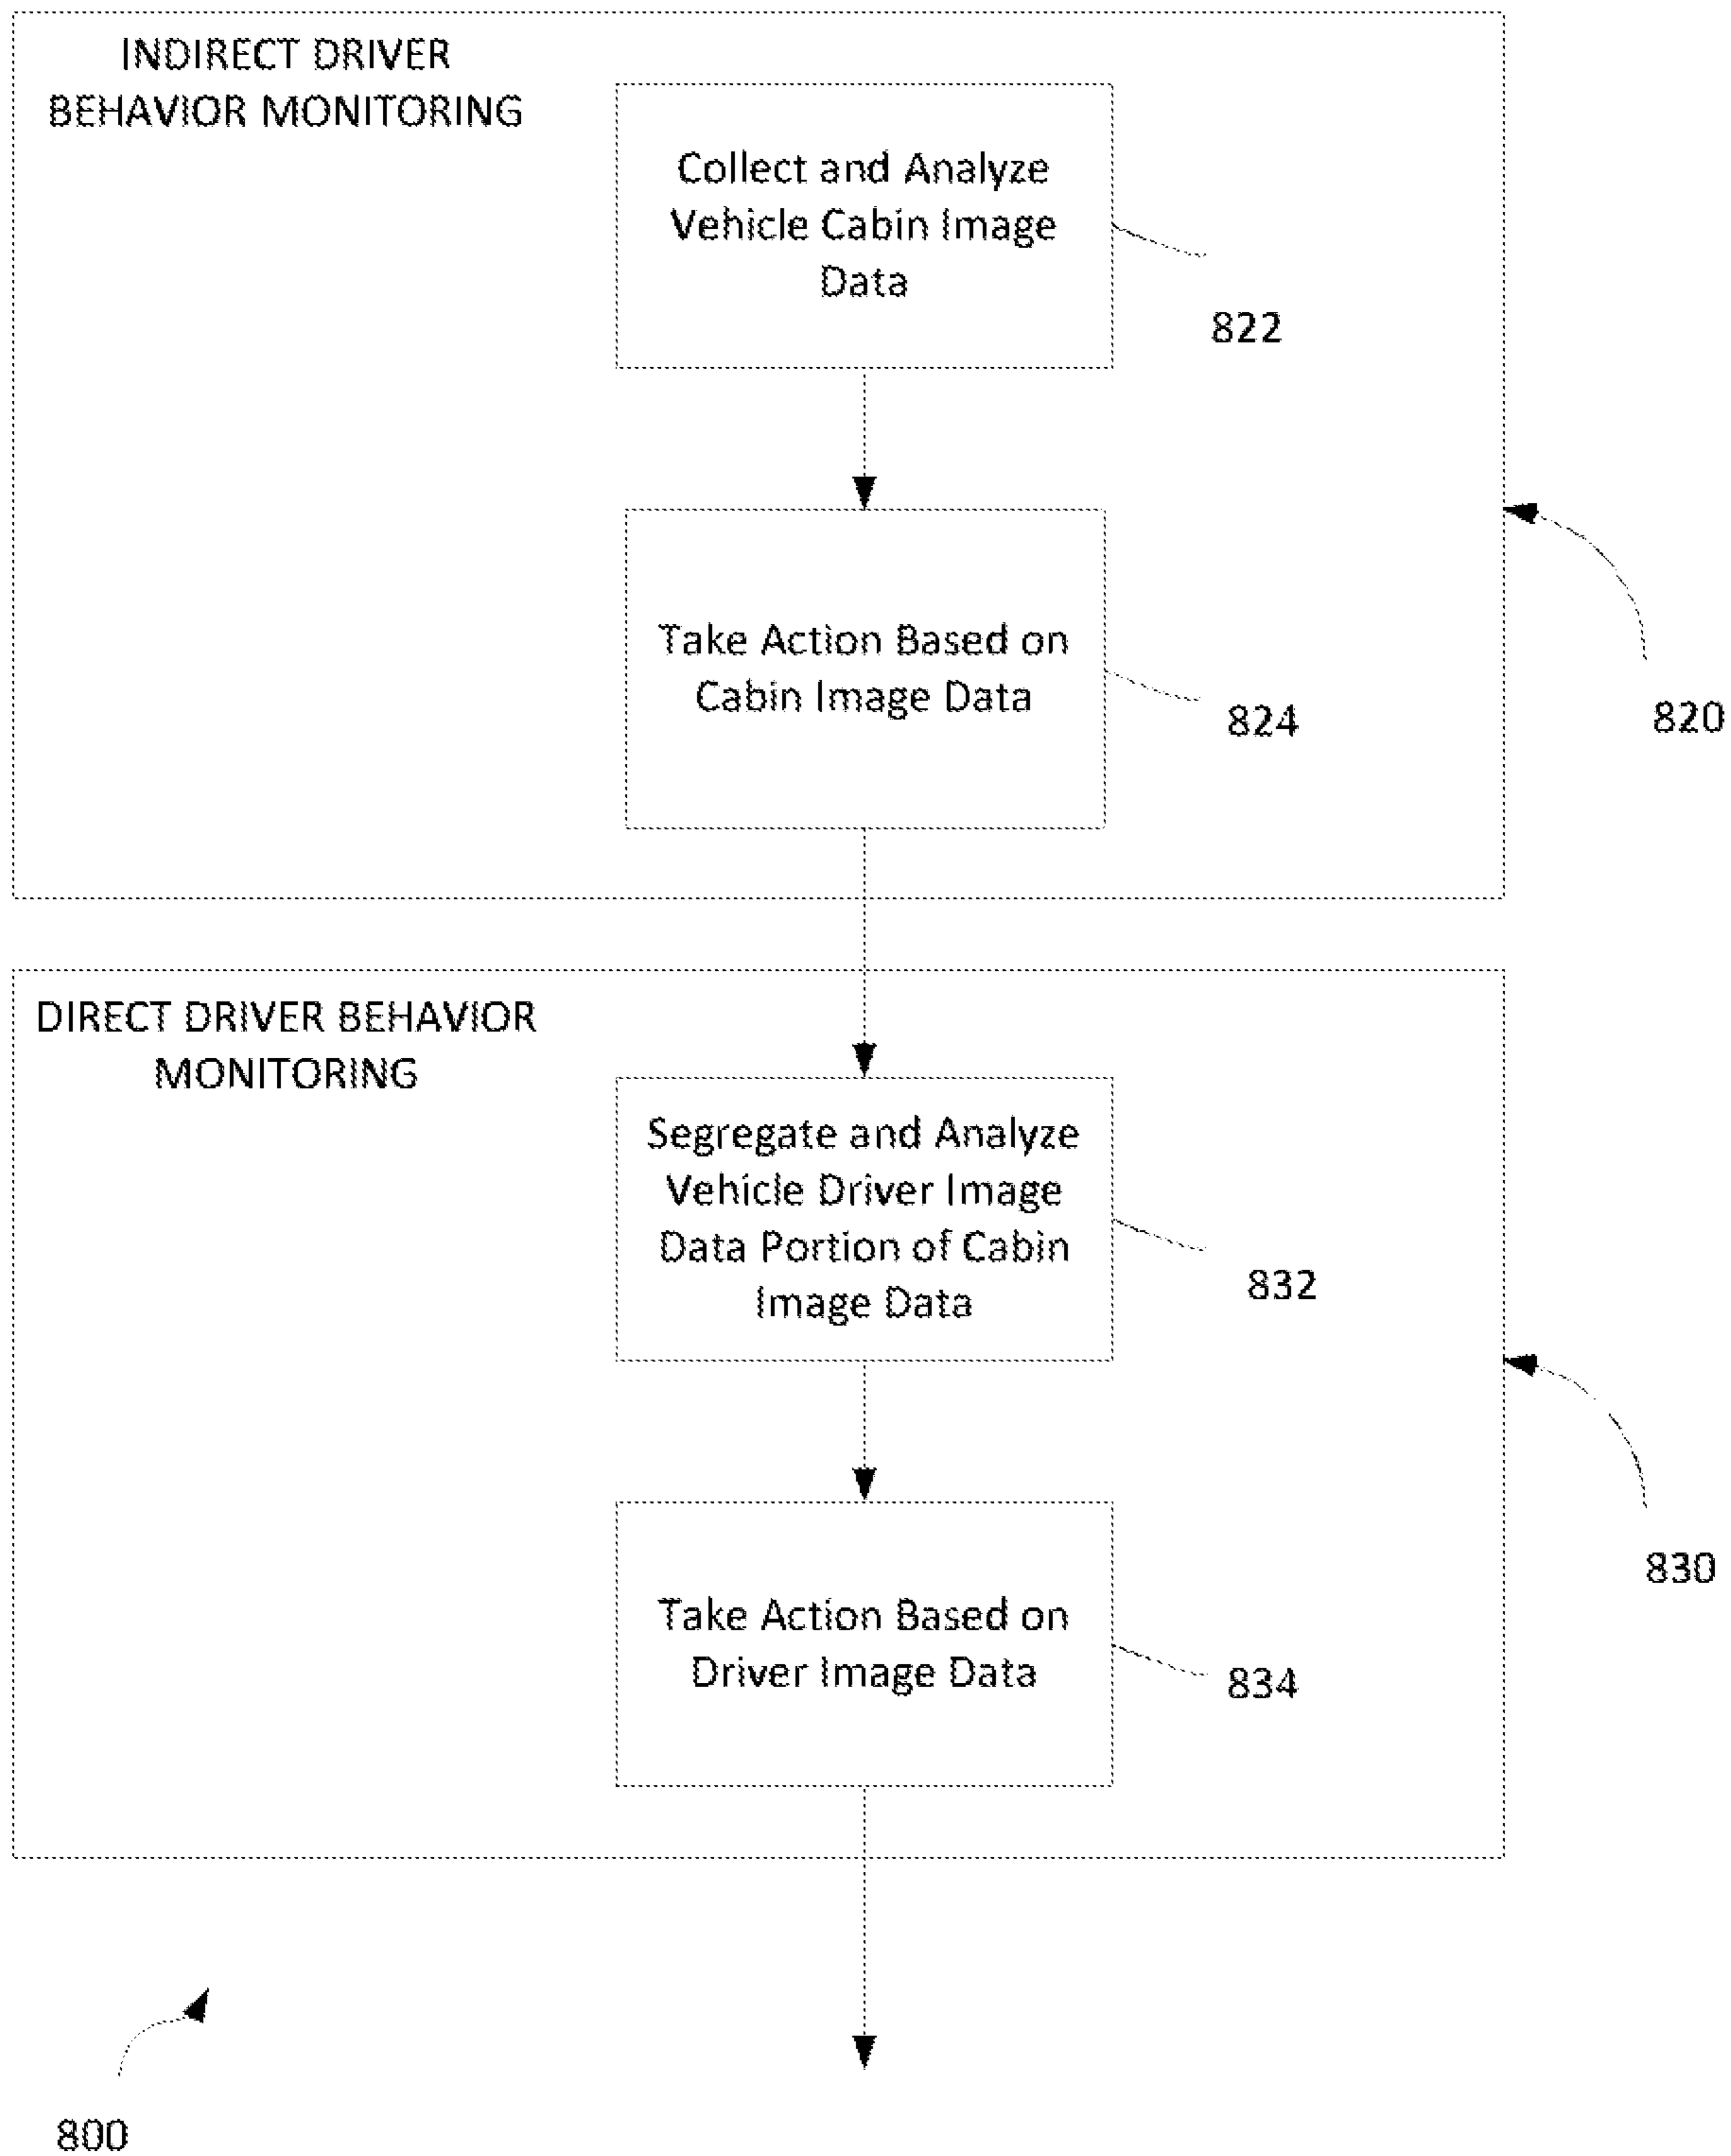 INDIRECT DRIVER
BEHAVIOR MONITORING
Collect and Analyze
Vehicle Cabin Image
Data
822
Take Action Based on
Cabin Image Data
824
820
DIRECT DRIVER BEHAVIOR
MONITORING
Segregate and Analyze
Vehicle Driver Image
Data Portion of Cabin
Image Data
832
830
Take Action Based on
Driver Image Data
834
800